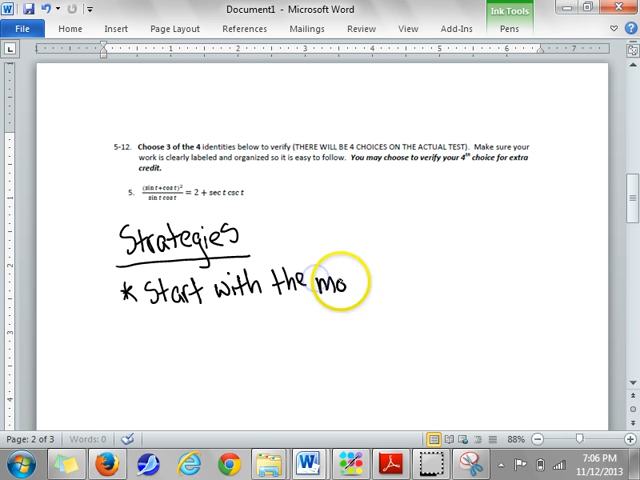 Document1 - Microsoft Word
Ink Tools
File Home Insert Page Layout References Mailings Review View Add-Ins Pens
5-12. Choose 3 of the 4 identities below to verify (THERE WILL BE 4 CHOICES ON THE ACTUAL TEST). Make sure your
work is clearly labeled and organized so it is easy to follow. You may choose to verify your 4th choice for extra
credit.
5. (sin t+cos t)² / sin t cos t = 2 + sec t csc t
Strategies
* Start with the mo
Page: 2 of 3 Words: 0 88%
7:06 PM
11/12/2013